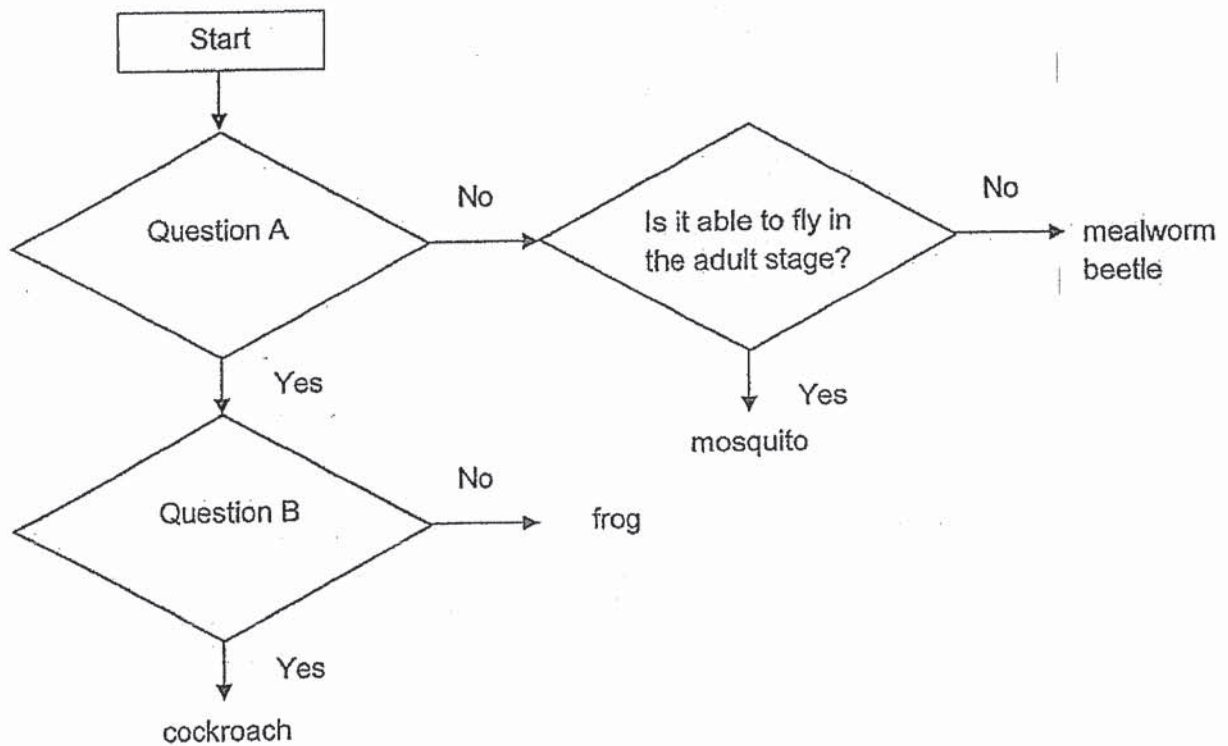 Start
Question A
No
Is it able to fly in
the adult stage?
No
mealworm
beetle
Yes
Yes
mosquito
Question B
No
frog
Yes
cockroach